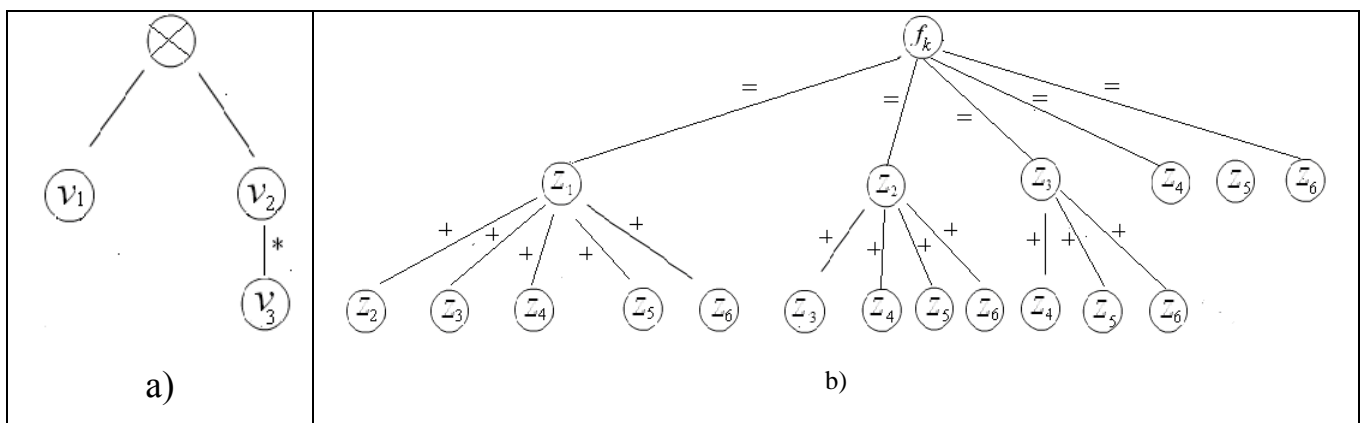 f_k
= = = = =
v₁ v₂
z₁ z₂ z₃ z₄ z₅ z₆
*
+ + + + + + + + + + + +
v₃
z₂ z₃ z₄ z₅ z₆ z₃ z₄ z₅ z₆ z₄ z₅ z₆
a)
b)